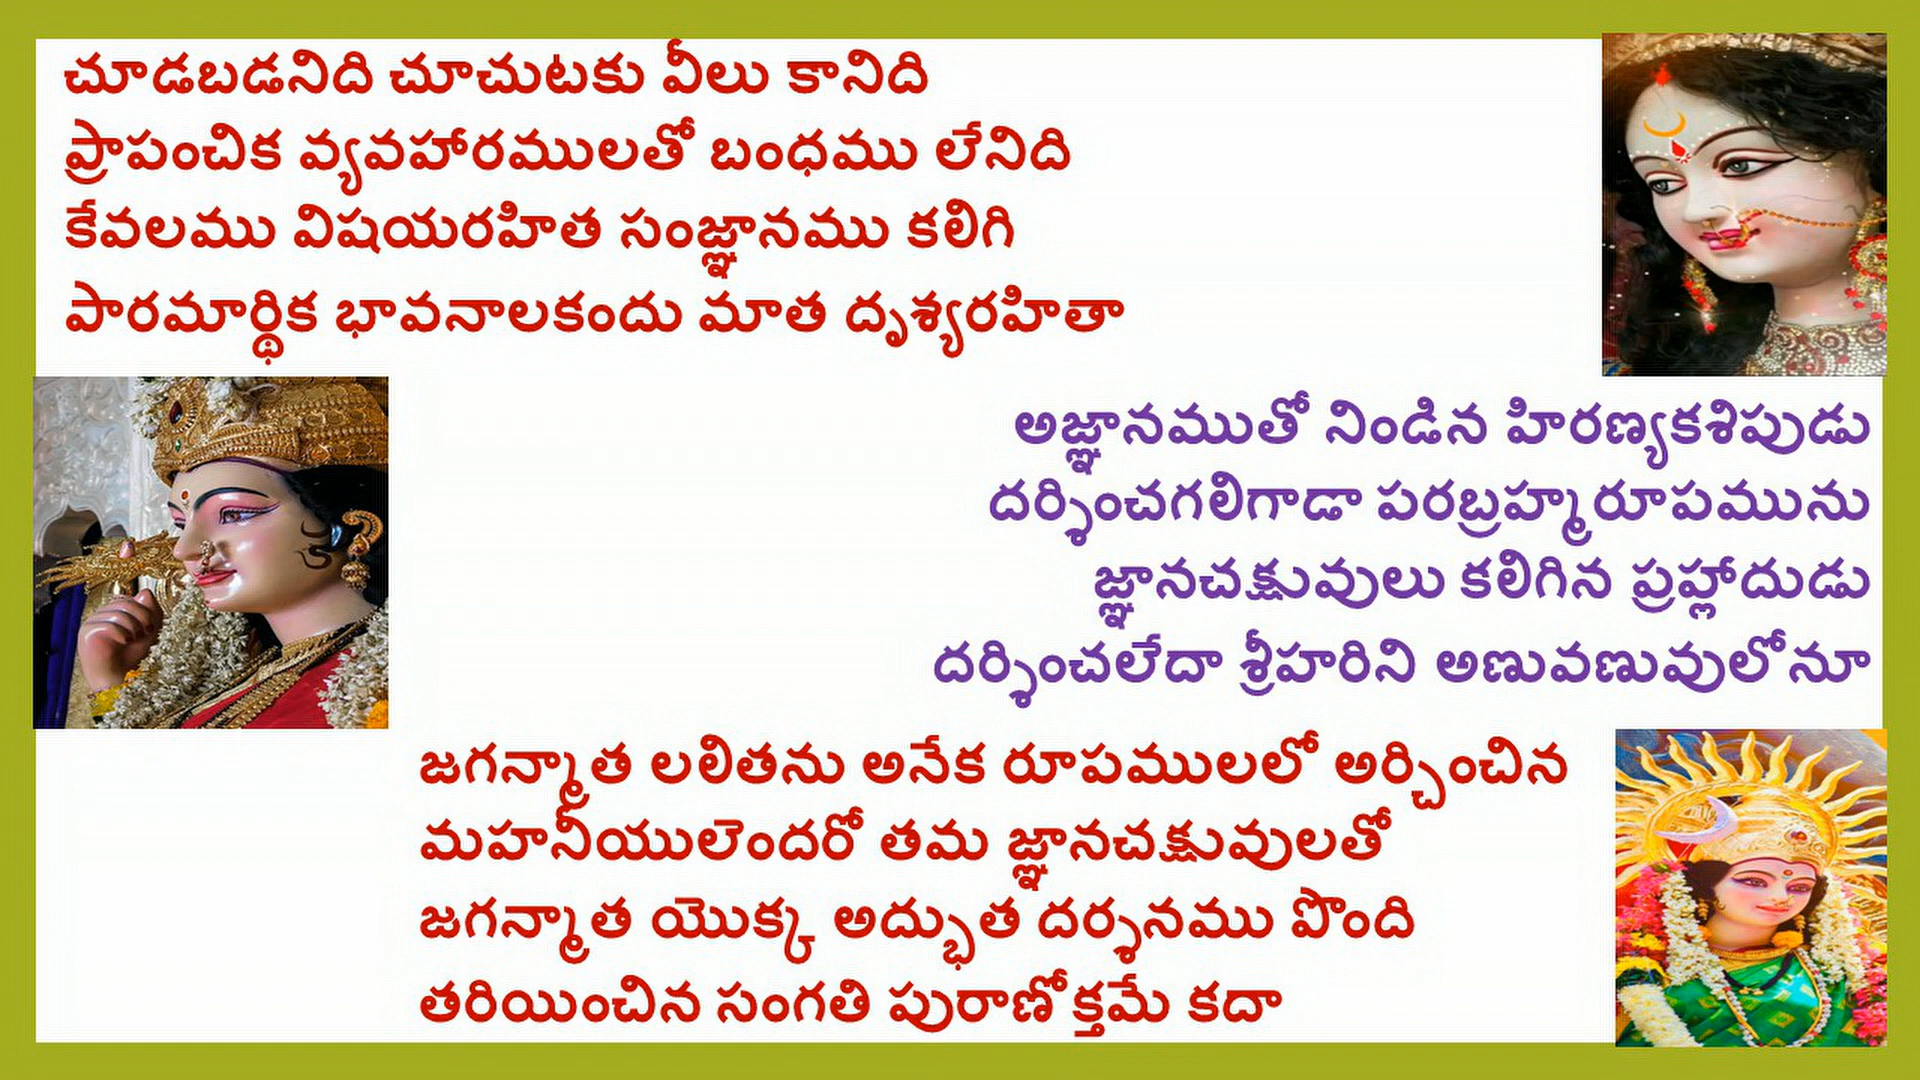 చూడబడనిది చూచుటకు వీలు కానిది
ప్రాపంచిక వ్యవహారములతో బంధము లేనిది
కేవలము విషయరహిత సంజ్ఞానము కలిగి
పారమార్థిక భావనాలకందు మాత దృశ్యరహితా
అజ్ఞానముతో నిండిన హిరణ్యకశిపుడు
దర్శించగలిగాడా పరబ్రహ్మరూపమును
జ్ఞానచక్షువులు కలిగిన ప్రహ్లాదుడు
దర్శించలేదా శ్రీహరిని అణువణువులోనూ
జగన్మాత లలితను అనేక రూపములలో అర్చించిన
మహనీయులెందరో తమ జ్ఞానచక్షువులతో
జగన్మాత యొక్క అద్భుత దర్శనము పొంది
తరియించిన సంగతి పురాణోక్తమే కదా